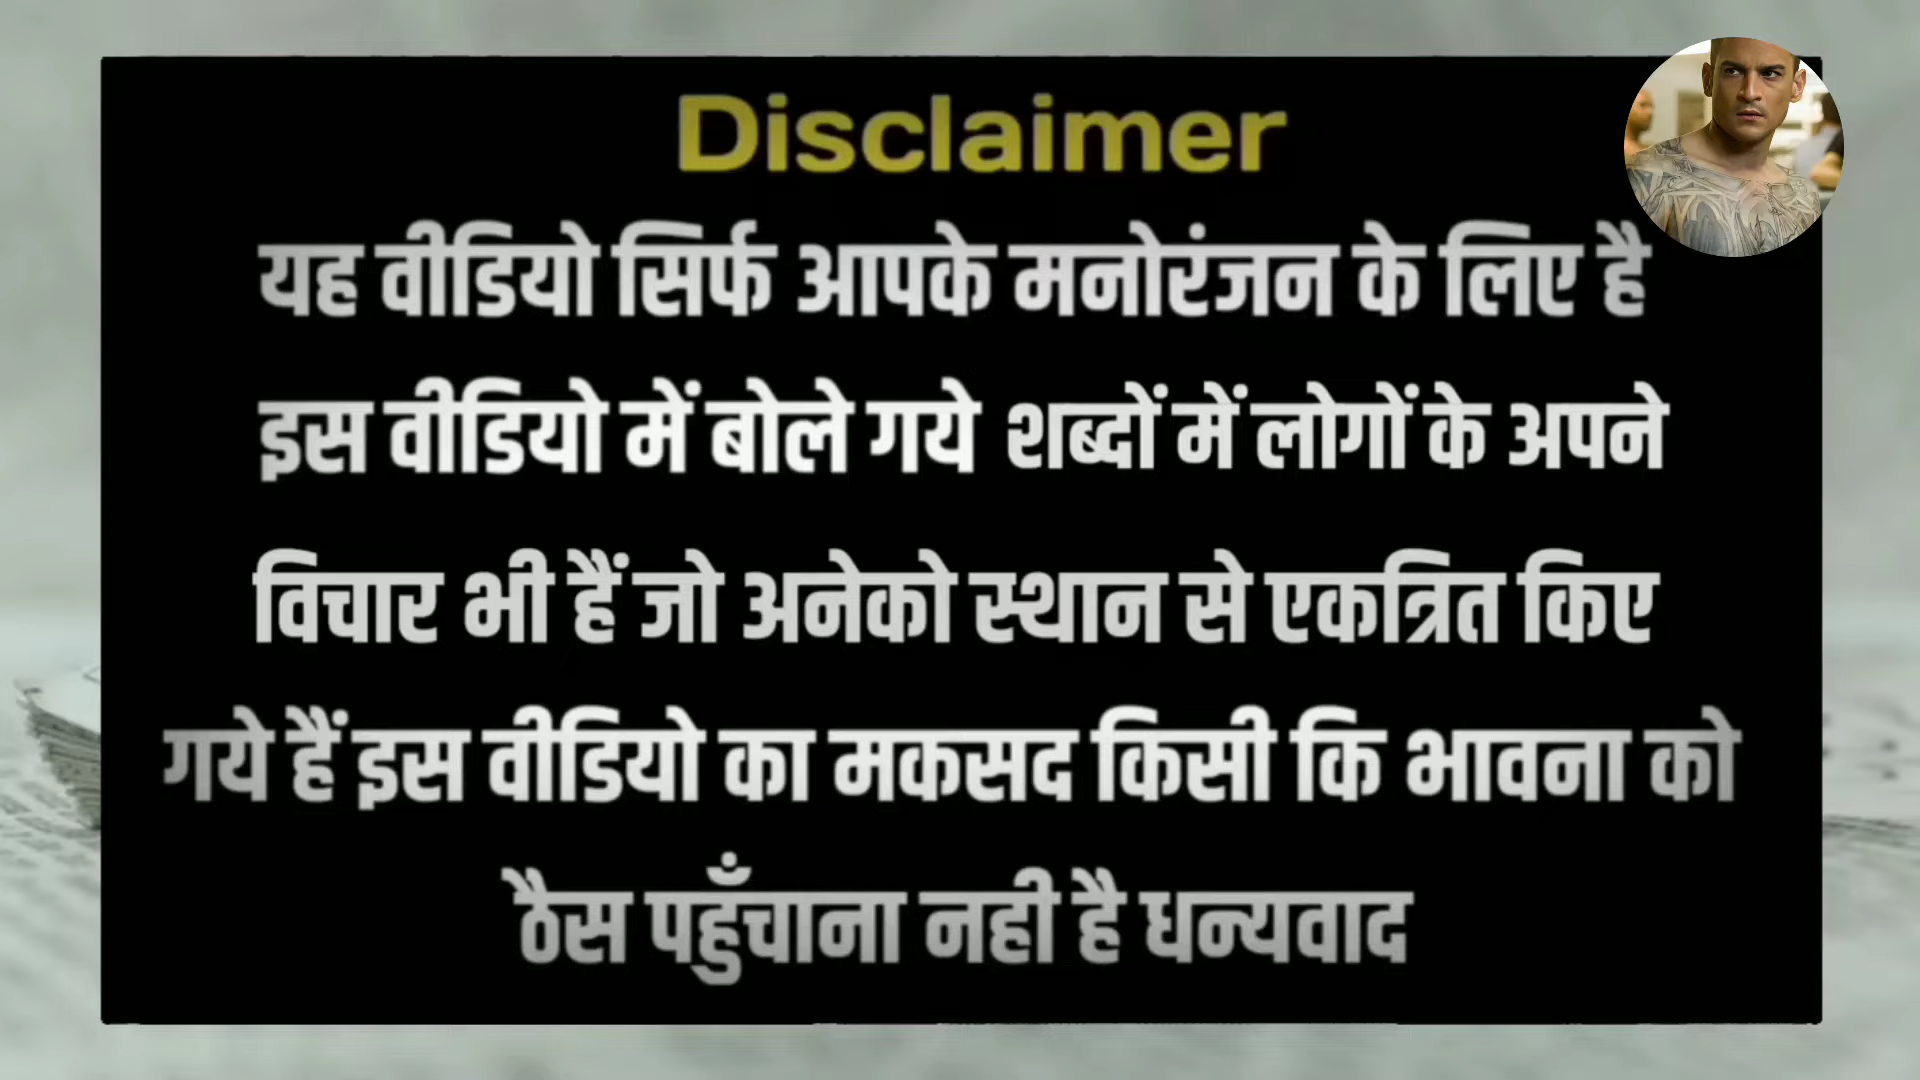 Disclaimer
यह वीडियो सिर्फ आपके मनोरंजन के लिए है
इस वीडियो में बोले गये शब्दों में लोगों के अपने
विचार भी हैं जो अनेको स्थान से एकत्रित किए
गये हैं इस वीडियो का मकसद किसी कि भावना को
ठैस पहुँचाना नही है धन्यवाद